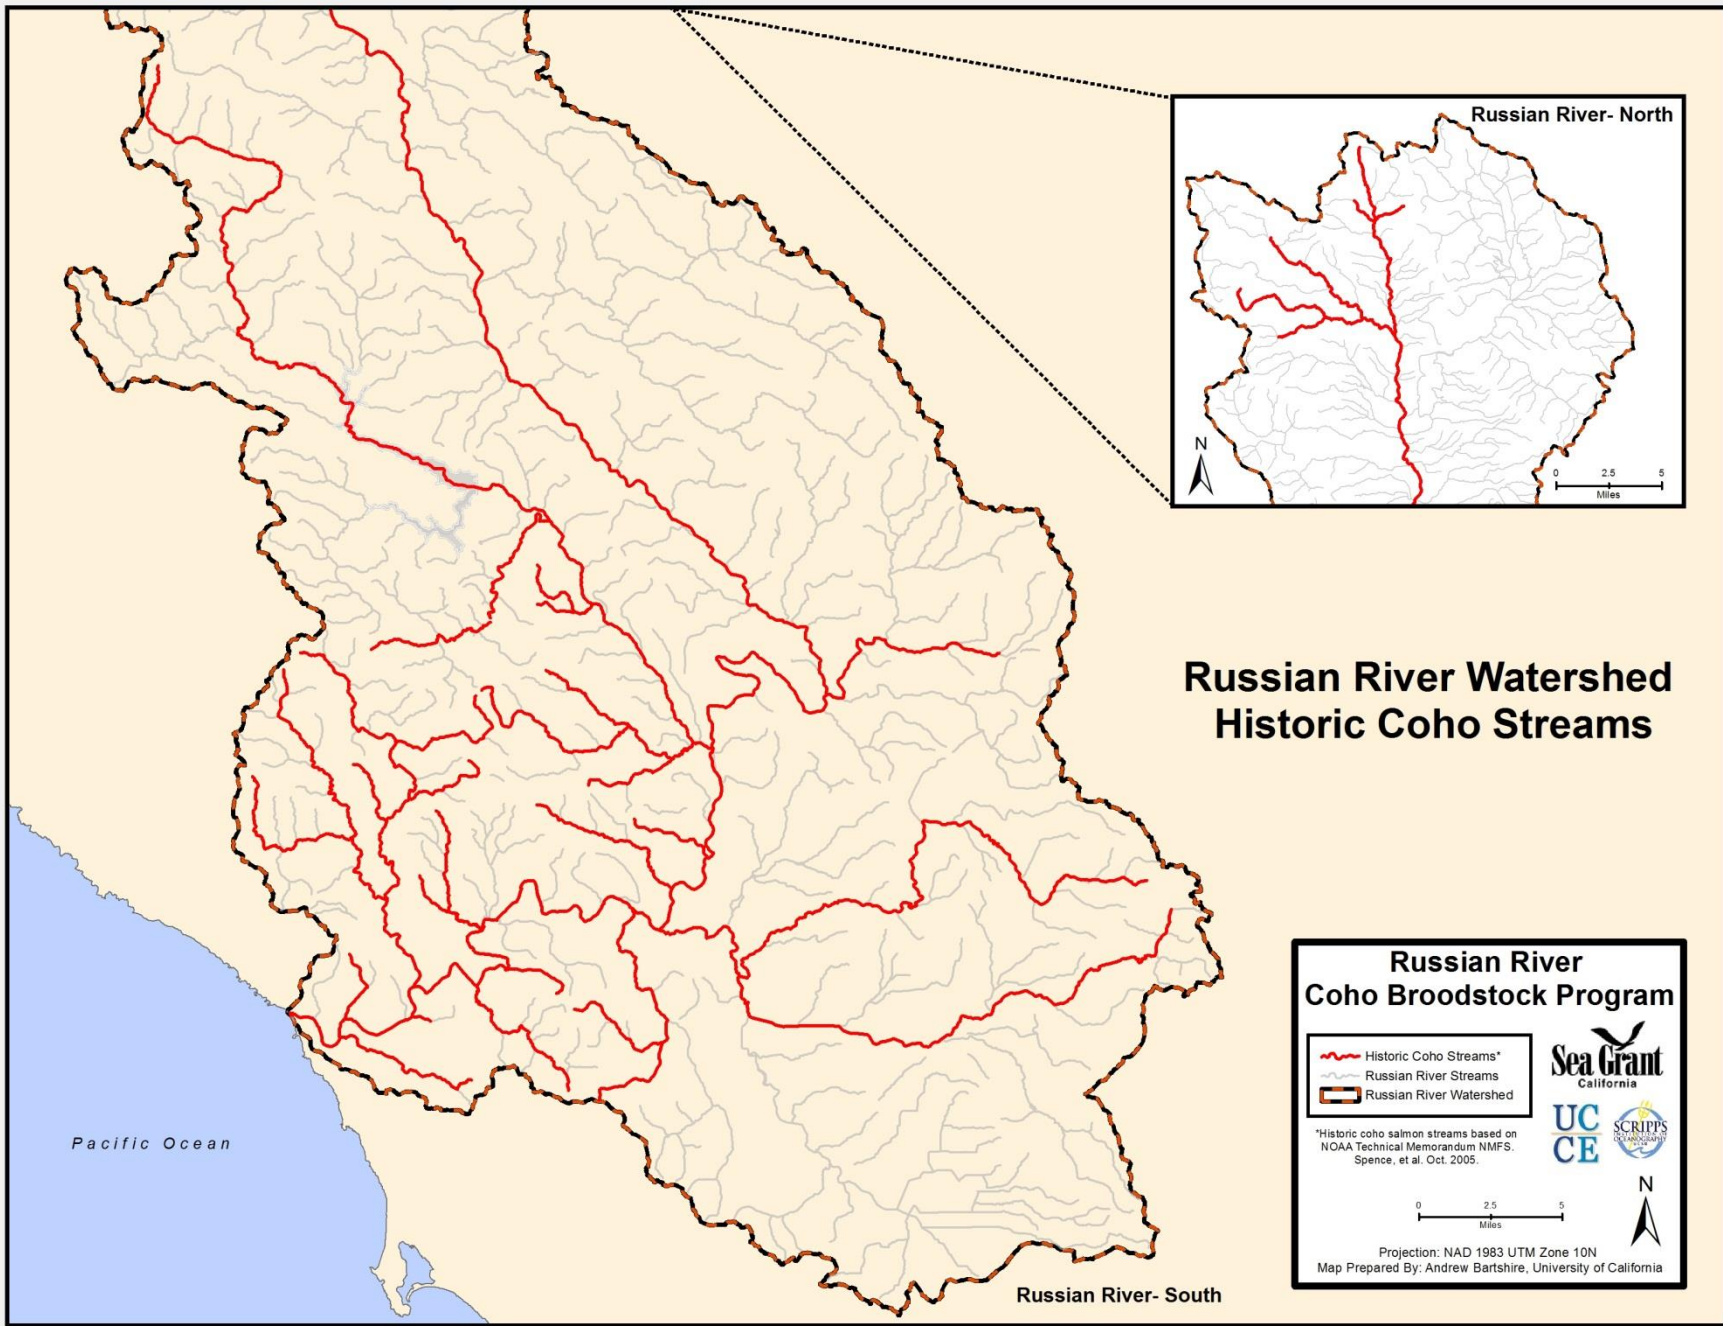 Russian River- North
N
0 2.5 5
Miles
Russian River Watershed
Historic Coho Streams
Russian River
Coho Broodstock Program
Historic Coho Streams*
Russian River Streams
Russian River Watershed
*Historic coho salmon streams based on
NOAA Technical Memorandum NMFS.
Spence, et al. Oct. 2005.
Sea Grant
California
UC
CE
SCRIPPS
INSTITUTION OF
OCEANOGRAPHY
N
0 2.5 5
Miles
Projection: NAD 1983 UTM Zone 10N
Map Prepared By: Andrew Bartshire, University of California
Pacific Ocean
Russian River- South